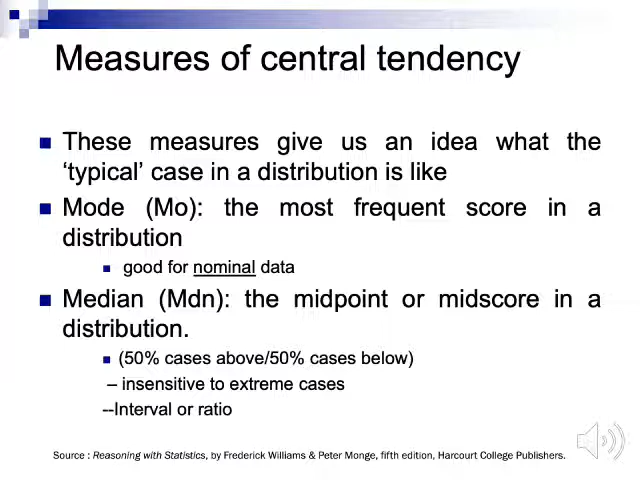 Measures of central tendency
These measures give us an idea what the
‘typical’ case in a distribution is like
Mode (Mo): the most frequent score in a
distribution
good for nominal data
Median (Mdn): the midpoint or midscore in a
distribution.
(50% cases above/50% cases below)
– insensitive to extreme cases
--Interval or ratio
Source : Reasoning with Statistics, by Frederick Williams & Peter Monge, fifth edition, Harcourt College Publishers.